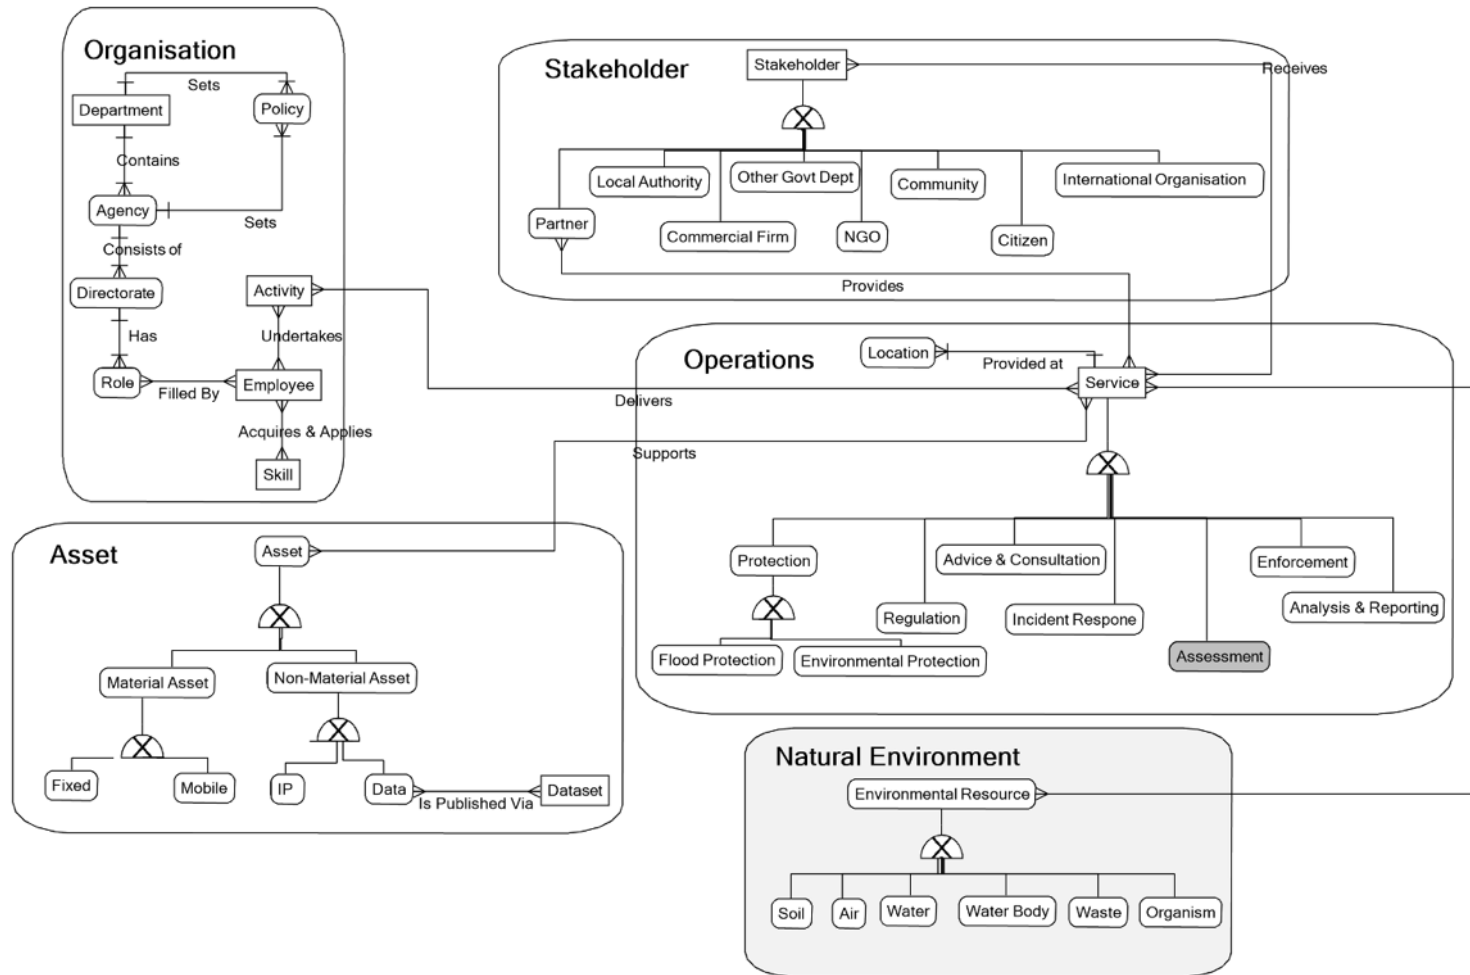 Organisation
Sets
Department
Policy
Contains
Agency
Sets
Consists of
Directorate
Activity
Has
Undertakes
Role
Filled By
Employee
Acquires & Applies
Skill
Stakeholder
Stakeholder
Receives
Local Authority
Other Govt Dept
Community
International Organisation
Partner
Commercial Firm
NGO
Citizen
Provides
Operations
Location
Provided at
Service
Delivers
Supports
Protection
Advice & Consultation
Enforcement
Regulation
Incident Respone
Analysis & Reporting
Flood Protection
Environmental Protection
Assessment
Asset
Asset
Material Asset
Non-Material Asset
Fixed
Mobile
IP
Data
Is Published Via
Dataset
Natural Environment
Environmental Resource
Soil
Air
Water
Water Body
Waste
Organism